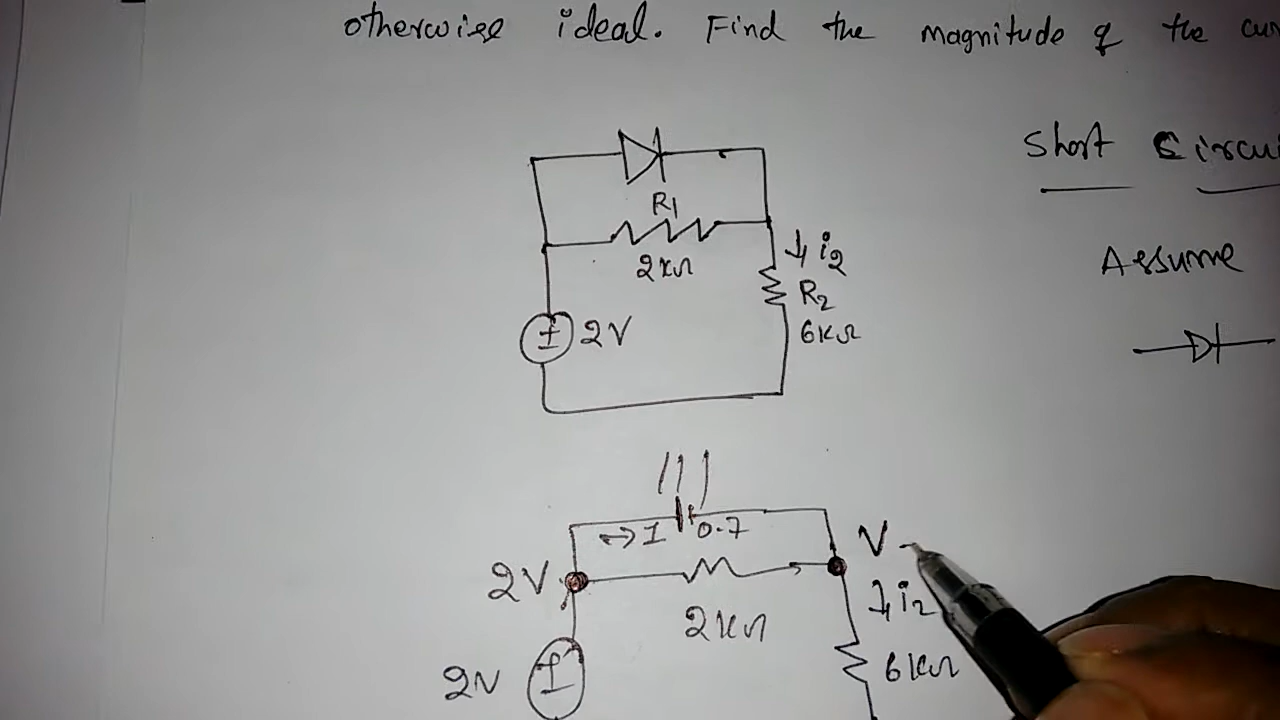 otherwise ideal. Find the magnitude of the
Short
Assume
R1
2KΩ
i2
R2
6KΩ
2V
I 0.7
V
2V
2KΩ
i2
6KΩ
2V